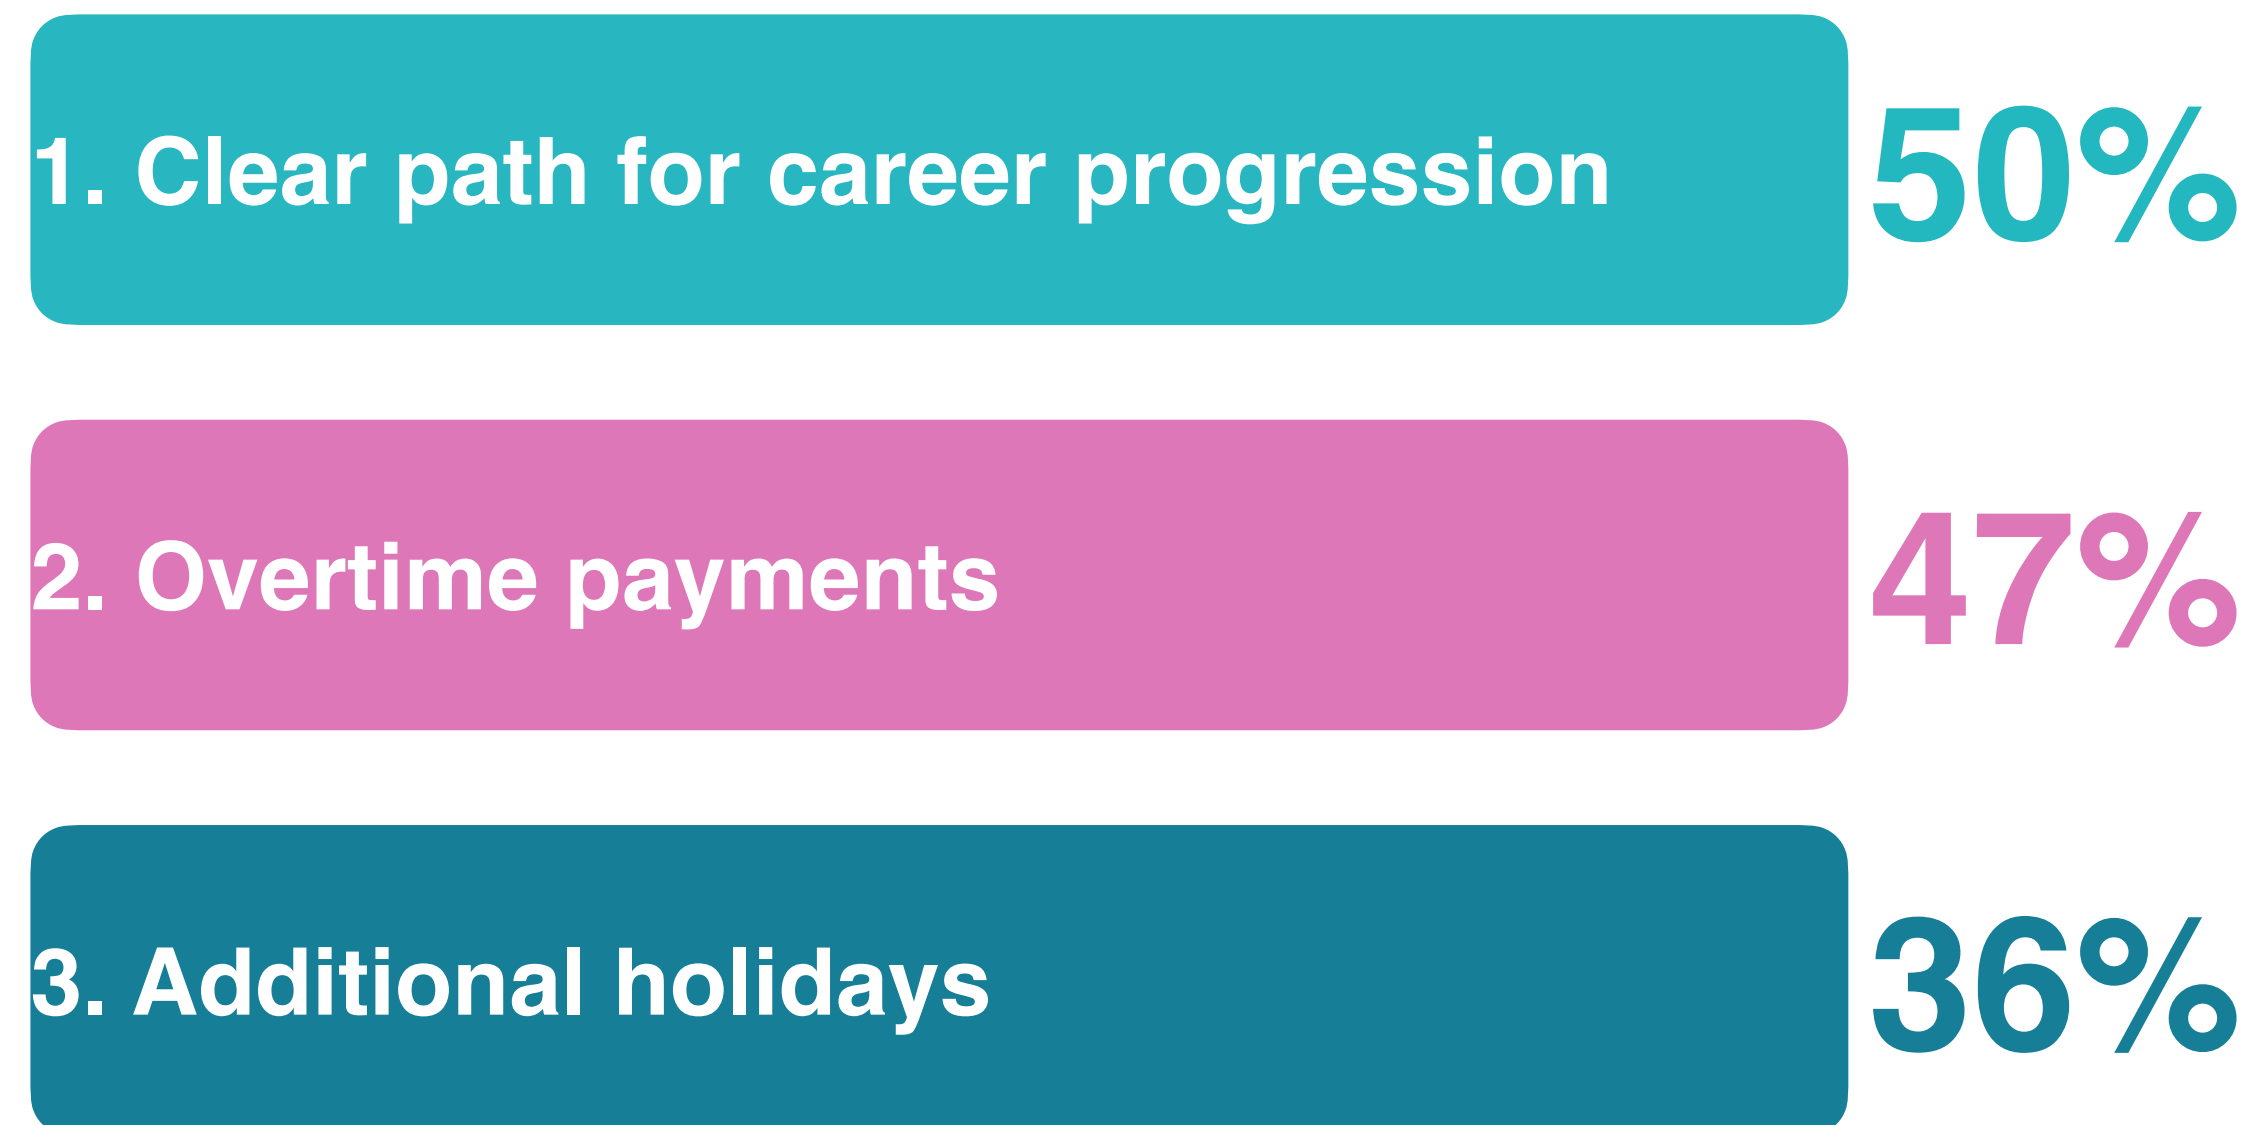 1. Clear path for career progression 50%
2. Overtime payments 47%
3. Additional holidays 36%